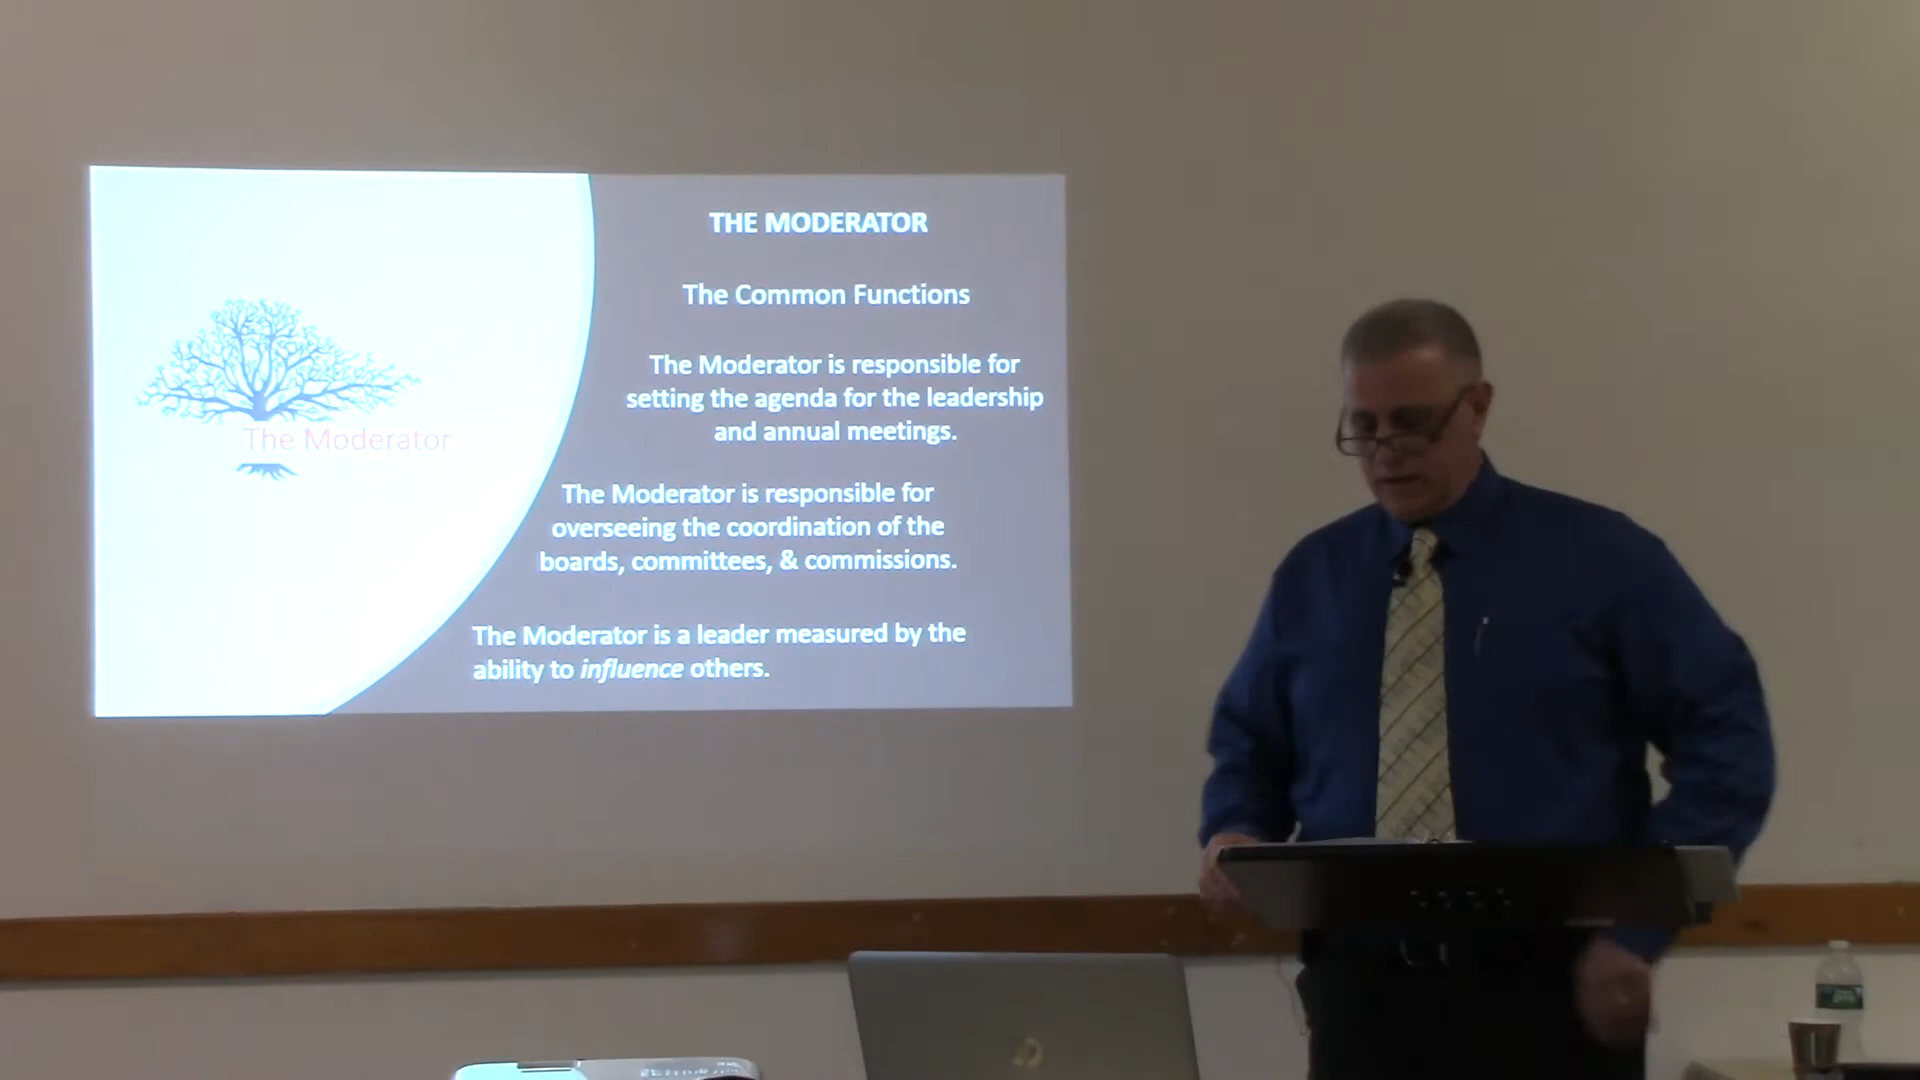 THE MODERATOR
The Common Functions
The Moderator is responsible for
setting the agenda for the leadership
and annual meetings.
The Moderator is responsible for
overseeing the coordination of the
boards, committees, & commissions.
The Moderator is a leader measured by the
ability to influence others.
The Moderator